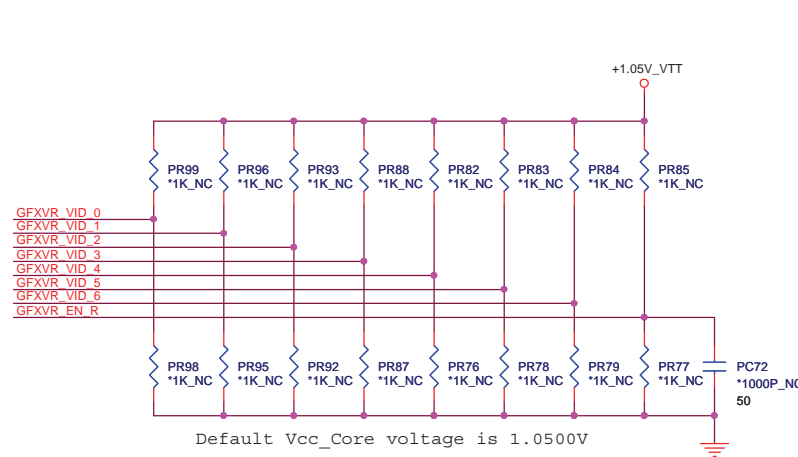 +1.05V_VTT
PR99 PR96 PR93 PR88 PR82 PR83 PR84 PR85
*1K_NC *1K_NC *1K_NC *1K_NC *1K_NC *1K_NC *1K_NC *1K_NC
GFXVR_VID_0
GFXVR_VID_1
GFXVR_VID_2
GFXVR_VID_3
GFXVR_VID_4
GFXVR_VID_5
GFXVR_VID_6
GFXVR_EN_R
PR98 PR95 PR92 PR87 PR76 PR78 PR79 PR77 PC72
*1K_NC *1K_NC *1K_NC *1K_NC *1K_NC *1K_NC *1K_NC *1K_NC *1000P_NC
50
Default Vcc_Core voltage is 1.0500V